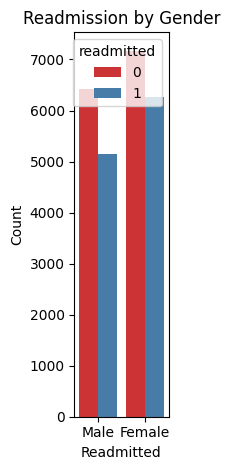 Readmission by Gender
readmitted
0
1
7000
6000
5000
4000
3000
2000
1000
0
Count
Male Female
Readmitted